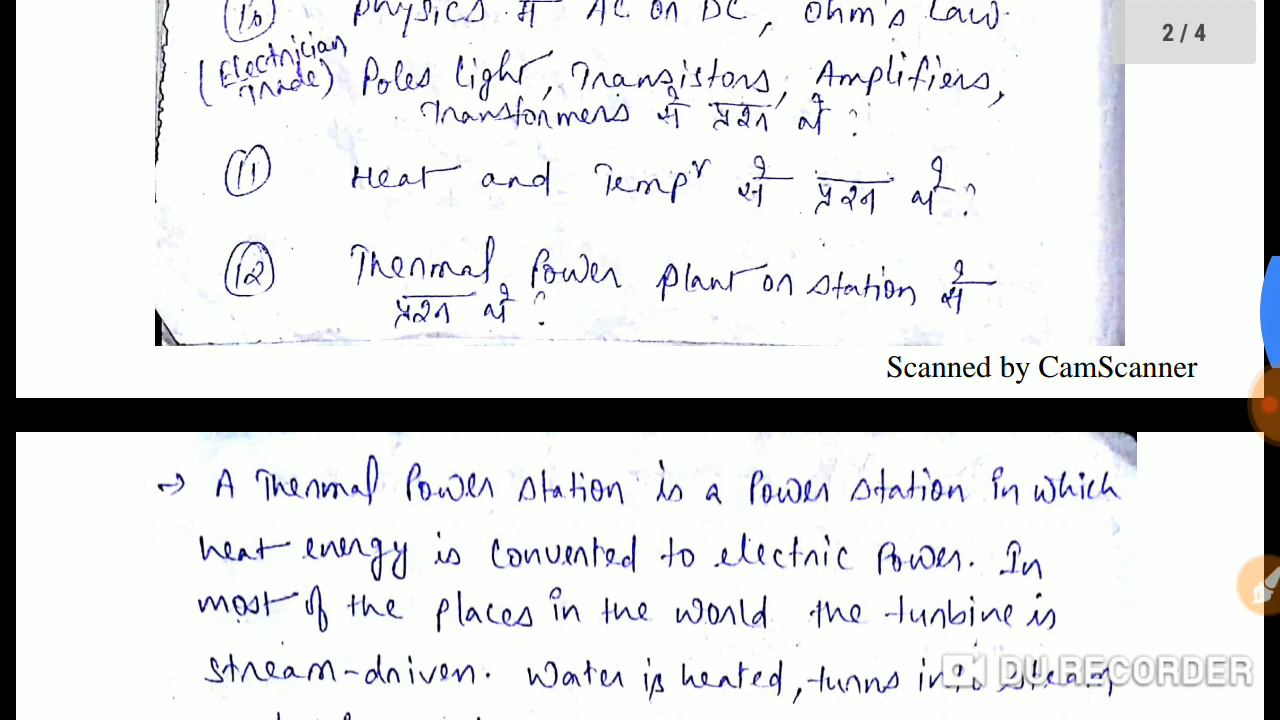 (10) Physics में AC or DC, Ohm's Law.
2 / 4
(Electrician Trade) Poles light, Transistors, Amplifiers,
Transformers से प्रश्न थे?
(11) Heat and Temp^r से प्रश्न थे?
(12) Thermal Power plant or station से
प्रश्न थे?
Scanned by CamScanner
→ A Thermal Power station is a Power station in which
heat energy is converted to electric Power. In
most of the places in the world the turbine is
stream-driven. Water is heated, turns into steam
DU RECORDER